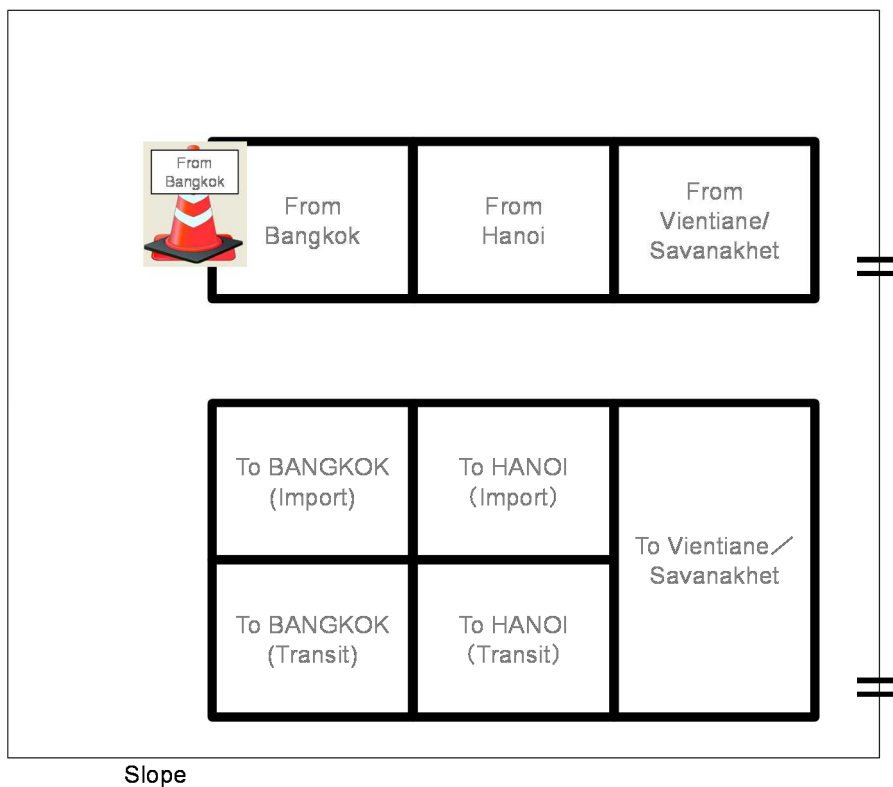 From
Bangkok
From
Bangkok
From
Hanoi
From
Vientiane/
Savanakhet
To BANGKOK
(Import)
To HANOI
（Import）
To Vientiane／
Savanakhet
To BANGKOK
(Transit)
To HANOI
（Transit）
Slope